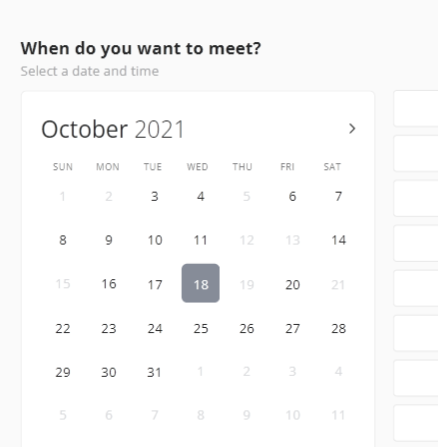 When do you want to meet?
Select a date and time
October 2021
SUN MON TUE WED THU FRI SAT
1 2 3 4 5 6 7
8 9 10 11 12 13 14
15 16 17 18 19 20 21
22 23 24 25 26 27 28
29 30 31 1 2 3 4
5 6 7 8 9 10 11